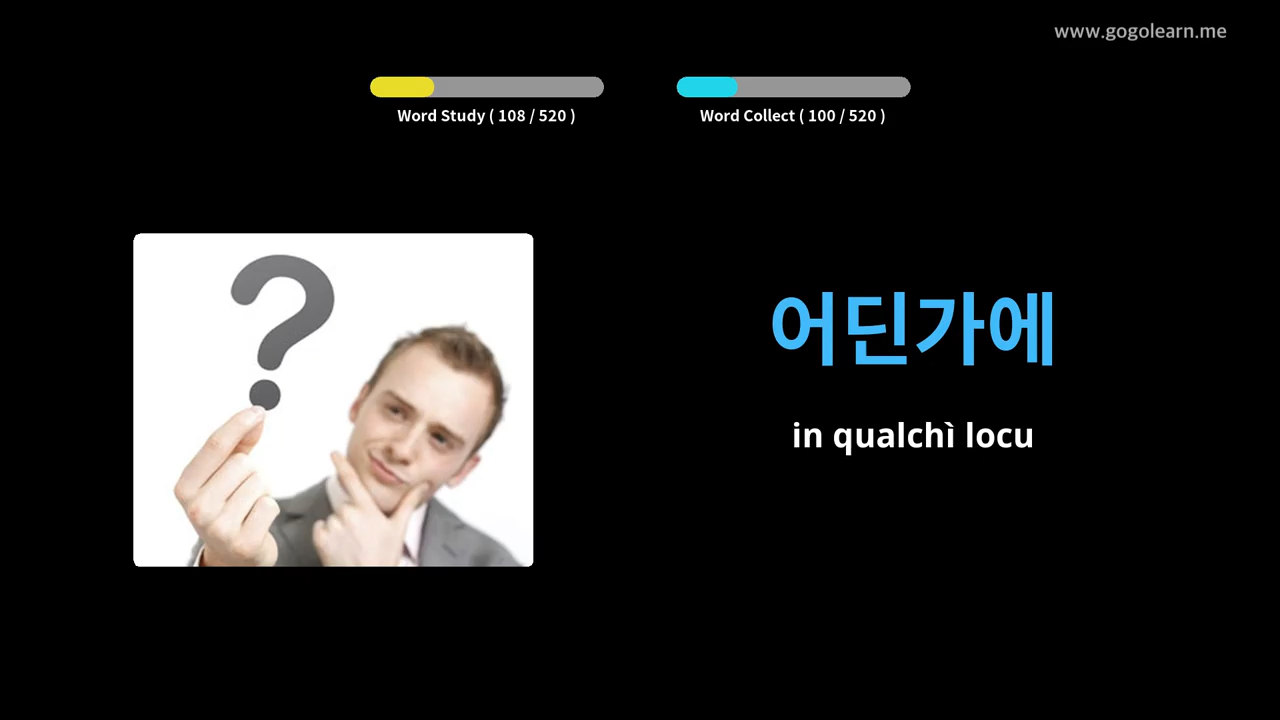 www.gogolearn.me
Word Study ( 108 / 520 )
Word Collect ( 100 / 520 )
어딘가에
in qualchì locu